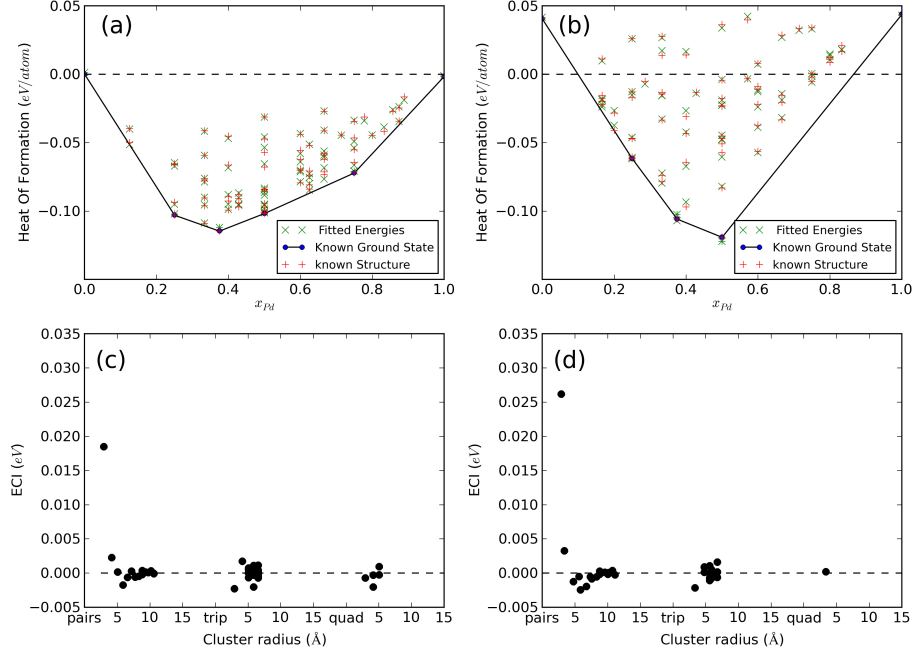 (a)
0.05
0.00
−0.05
−0.10
Heat Of Formation (eV/atom)
0.0 0.2 0.4 0.6 0.8 1.0
x_{Pd}
Fitted Energies
Known Ground State
known Structure
(b)
0.05
0.00
−0.05
−0.10
Heat Of Formation (eV/atom)
0.0 0.2 0.4 0.6 0.8 1.0
x_{Pd}
Fitted Energies
Known Ground State
known Structure
(c)
0.035
0.030
0.025
0.020
0.015
0.010
0.005
0.000
−0.005
ECI (eV)
pairs 5 10 trip 5 10 quad 5 10 15
Cluster radius (Å)
(d)
0.035
0.030
0.025
0.020
0.015
0.010
0.005
0.000
−0.005
ECI (eV)
pairs 5 10 15 trip 5 10 15 quad 5 10 15
Cluster radius (Å)